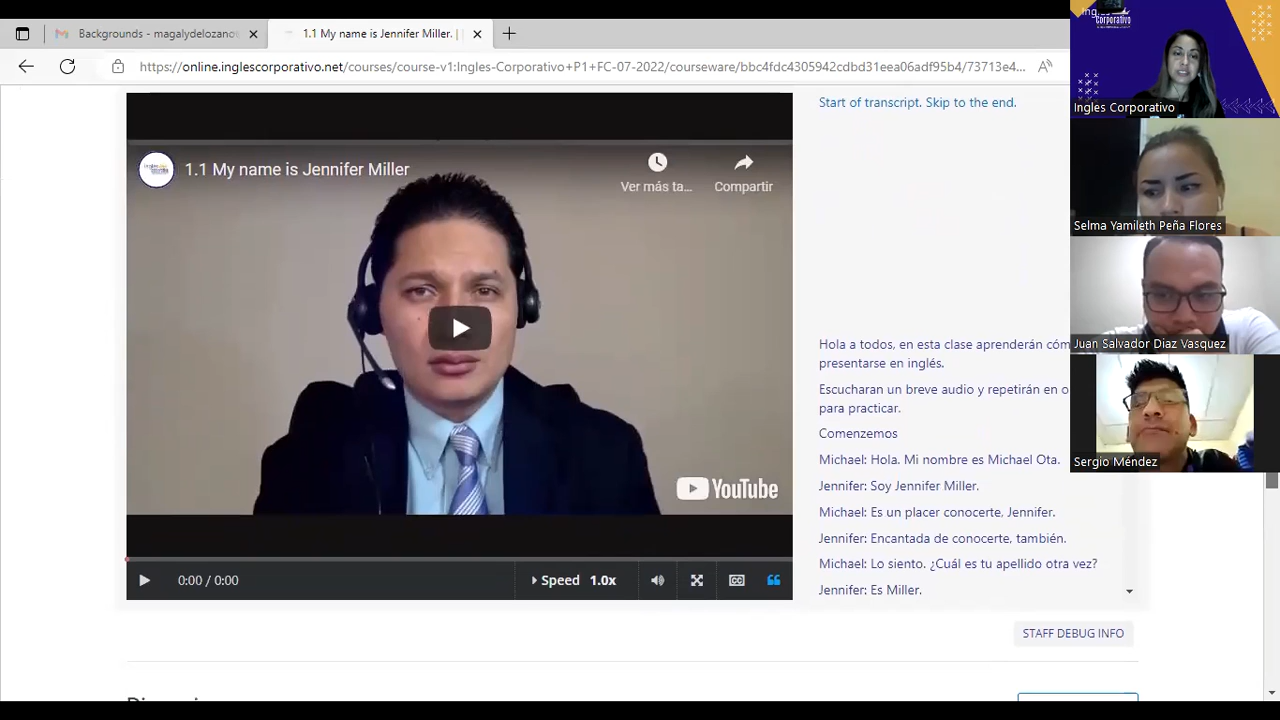 Backgrounds - magalydelozano
1.1 My name is Jennifer Miller. |
https://online.inglescorporativo.net/courses/course-v1:Ingles-Corporativo+P1+FC-07-2022/courseware/bbc4fdc4305942cdbd31eea06adf95b4/73713e4...
Corporativo
Ingles Corporativo
Selma Yamileth Peña Flores
Juan Salvador Diaz Vasquez
Sergio Méndez
1.1 My name is Jennifer Miller
Ver más ta...
Compartir
YouTube
0:00 / 0:00
Speed 1.0x
CC
Start of transcript. Skip to the end.
Hola a todos, en esta clase aprenderán cóm
presentarse en inglés.
Escucharan un breve audio y repetirán en o
para practicar.
Comenzemos
Michael: Hola. Mi nombre es Michael Ota.
Jennifer: Soy Jennifer Miller.
Michael: Es un placer conocerte, Jennifer.
Jennifer: Encantada de conocerte, también.
Michael: Lo siento. ¿Cuál es tu apellido otra vez?
Jennifer: Es Miller.
STAFF DEBUG INFO